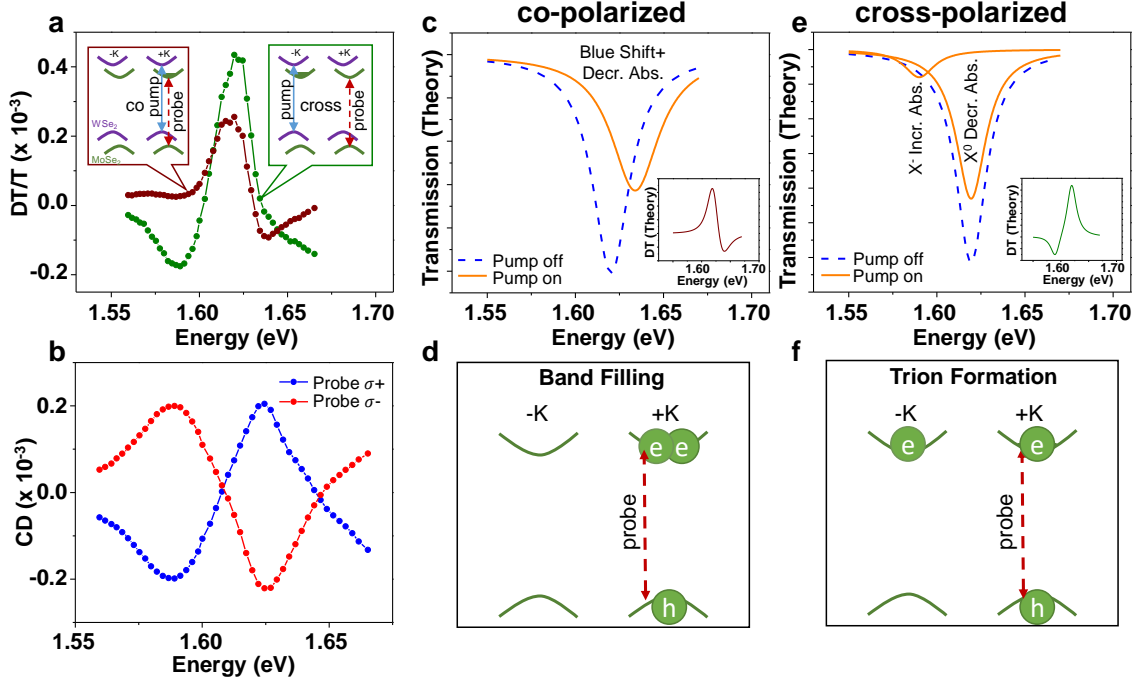 a
DT/T (x 10⁻³)
0.4
0.2
0.0
-0.2
1.55
1.60
1.65
1.70
Energy (eV)
-K
+K
co
pump
probe
WSe₂
MoSe₂
-K
+K
pump
cross
probe
co-polarized
c
Transmission (Theory)
Blue Shift+
Decr. Abs.
Pump off
Pump on
DT (Theory)
1.60
1.70
Energy (eV)
1.55
1.60
1.65
1.70
Energy (eV)
cross-polarized
e
Transmission (Theory)
X⁻ Incr. Abs.
X⁰ Decr. Abs.
Pump off
Pump on
DT (Theory)
1.60
1.70
Energy (eV)
1.55
1.60
1.65
1.70
Energy (eV)
b
CD (x 10⁻³)
0.2
0.0
-0.2
Probe σ+
Probe σ-
1.55
1.60
1.65
Energy (eV)
d
Band Filling
-K
+K
e e
probe
h
f
Trion Formation
-K
+K
e
e
probe
h